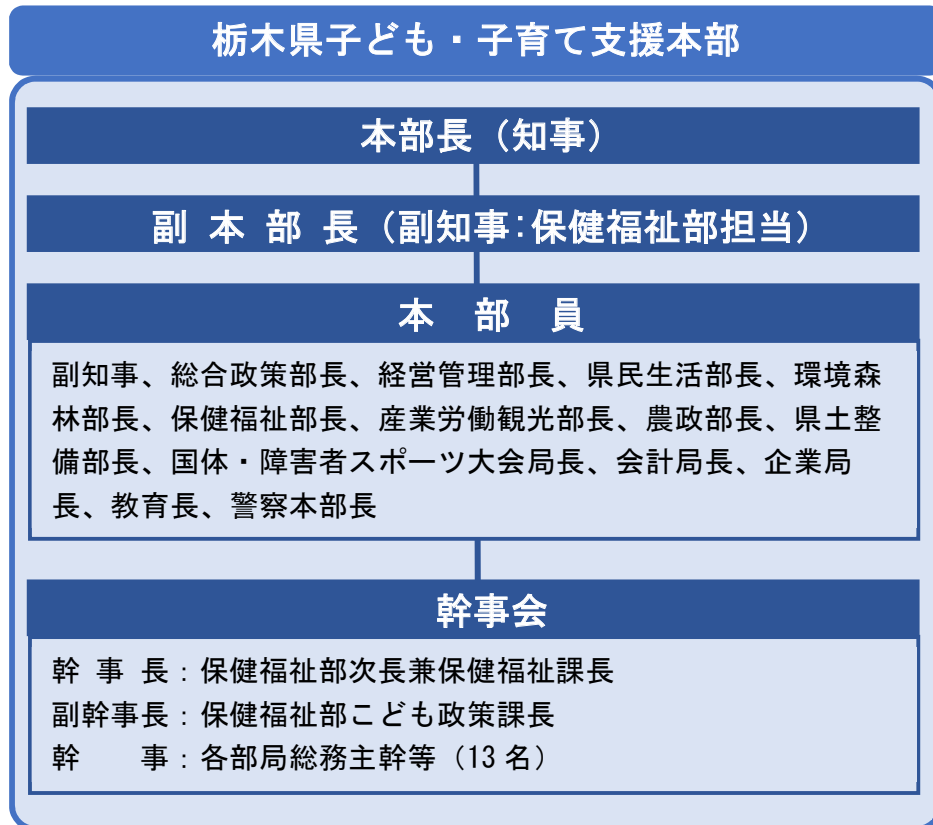 栃木県子ども・子育て支援本部
本部長（知事）
副 本 部 長（副知事：保健福祉部担当）
本 部 員
副知事、総合政策部長、経営管理部長、県民生活部長、環境森
林部長、保健福祉部長、産業労働観光部長、農政部長、県土整
備部長、国体・障害者スポーツ大会局長、会計局長、企業局
長、教育長、警察本部長
幹事会
幹 事 長：保健福祉部次長兼保健福祉課長
副幹事長：保健福祉部こども政策課長
幹　　事：各部局総務主幹等（13 名）